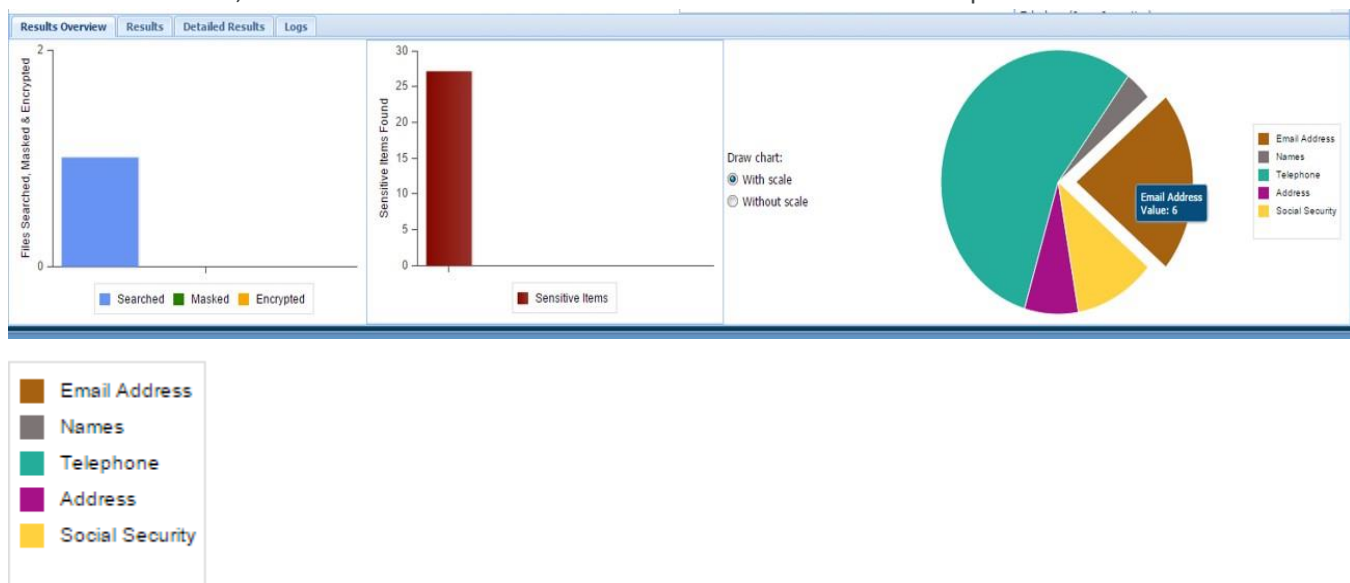 Results Overview Results Detailed Results Logs
Files Searched, Masked & Encrypted
2
0
Searched Masked Encrypted
Sensitive Items Found
30
25
20
15
10
5
0
Sensitive Items
Draw chart:
With scale
Without scale
Email Address
Value: 6
Email Address
Names
Telephone
Address
Social Security
Email Address
Names
Telephone
Address
Social Security